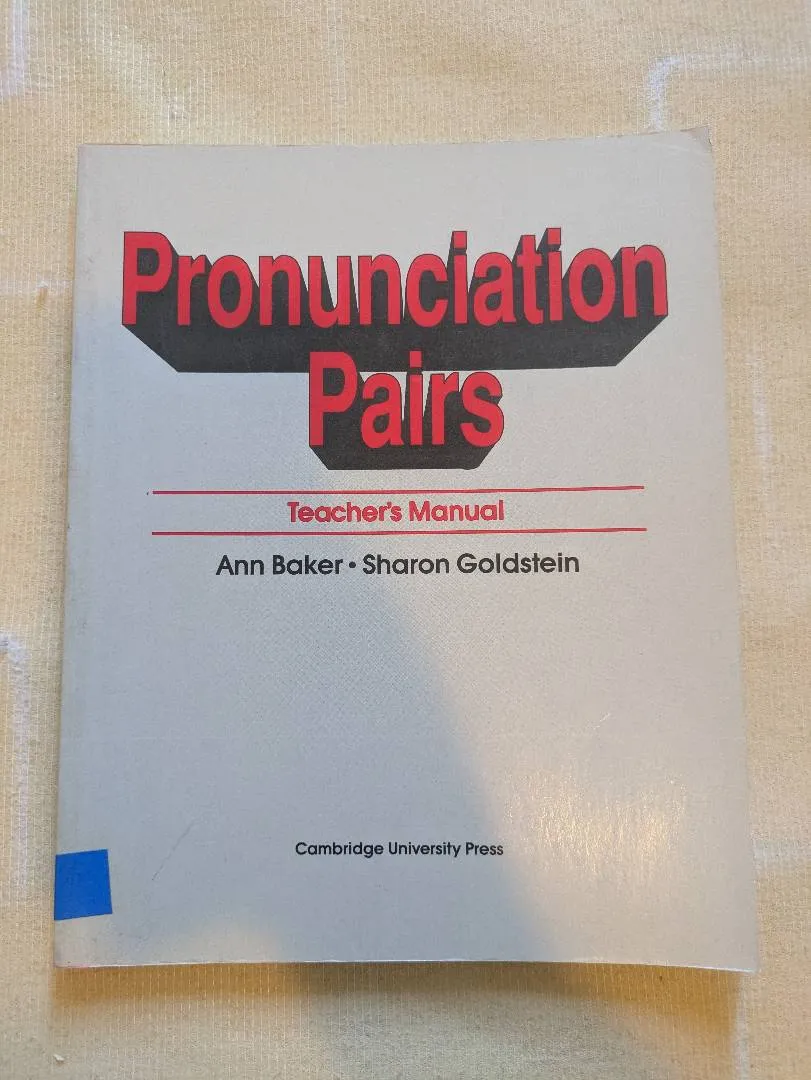 Pronunciation
Pairs
Teacher's Manual
Ann Baker • Sharon Goldstein
Cambridge University Press